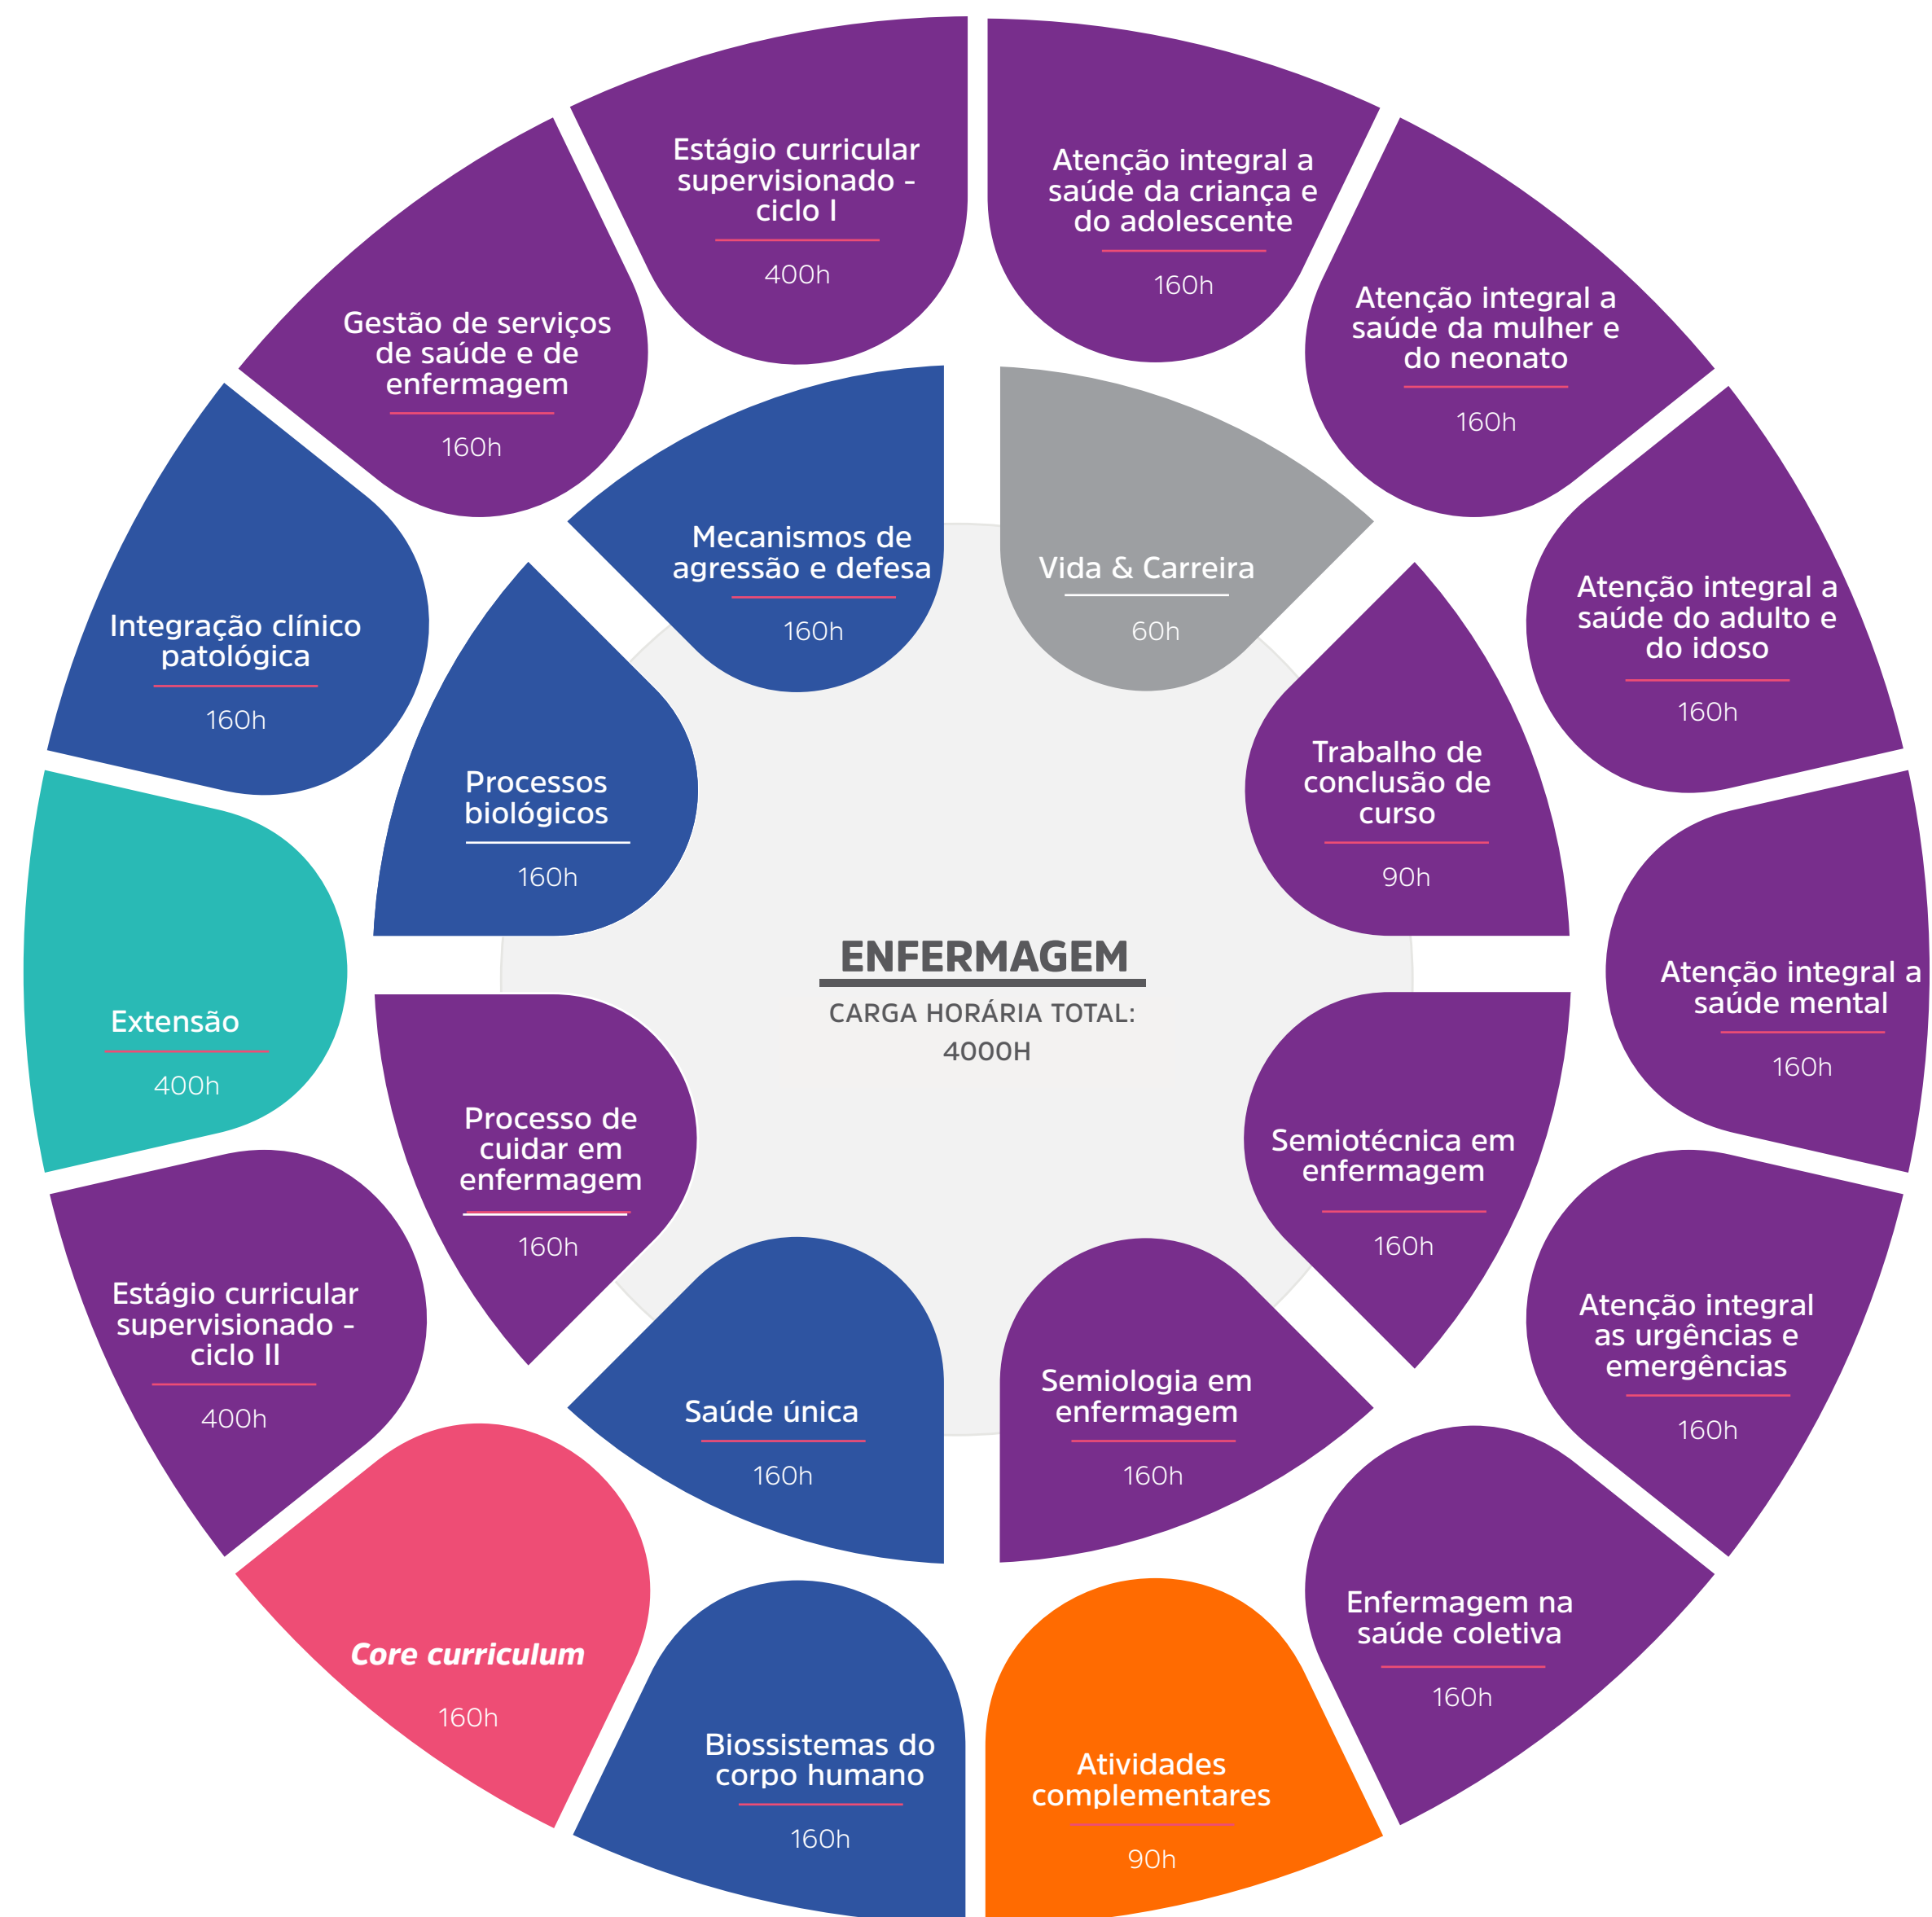 Estágio curricular
supervisionado -
ciclo I
400h
Atenção integral a
saúde da criança e
do adolescente
160h
Atenção integral a
saúde da mulher e
do neonato
160h
Atenção integral a
saúde do adulto e
do idoso
160h
Atenção integral a
saúde mental
160h
Atenção integral
as urgências e
emergências
160h
Enfermagem na
saúde coletiva
160h
Atividades
complementares
90h
Biossistemas do
corpo humano
160h
Core curriculum
160h
Estágio curricular
supervisionado -
ciclo II
400h
Extensão
400h
Integração clínico
patológica
160h
Gestão de serviços
de saúde e de
enfermagem
160h
Mecanismos de
agressão e defesa
160h
Vida & Carreira
60h
Trabalho de
conclusão de
curso
90h
Semiotécnica em
enfermagem
160h
Semiologia em
enfermagem
160h
Saúde única
160h
Processo de
cuidar em
enfermagem
160h
Processos
biológicos
160h
ENFERMAGEM
CARGA HORÁRIA TOTAL:
4000H